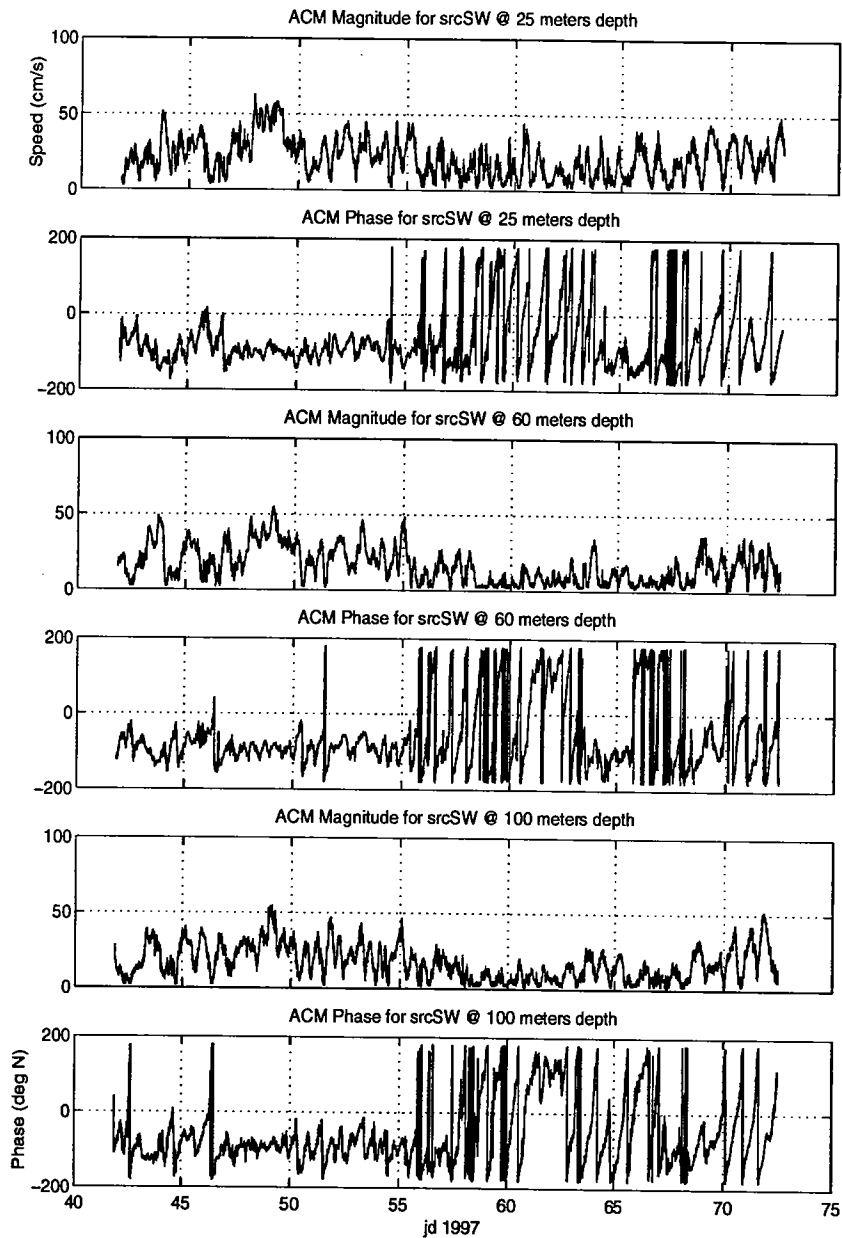 ACM Magnitude for srcSW @ 25 meters depth
100
50
0
Speed (cm/s)
ACM Phase for srcSW @ 25 meters depth
200
0
−200
ACM Magnitude for srcSW @ 60 meters depth
100
50
0
ACM Phase for srcSW @ 60 meters depth
200
0
−200
ACM Magnitude for srcSW @ 100 meters depth
100
50
0
ACM Phase for srcSW @ 100 meters depth
200
0
−200
Phase (deg N)
40 45 50 55 60 65 70 75
jd 1997